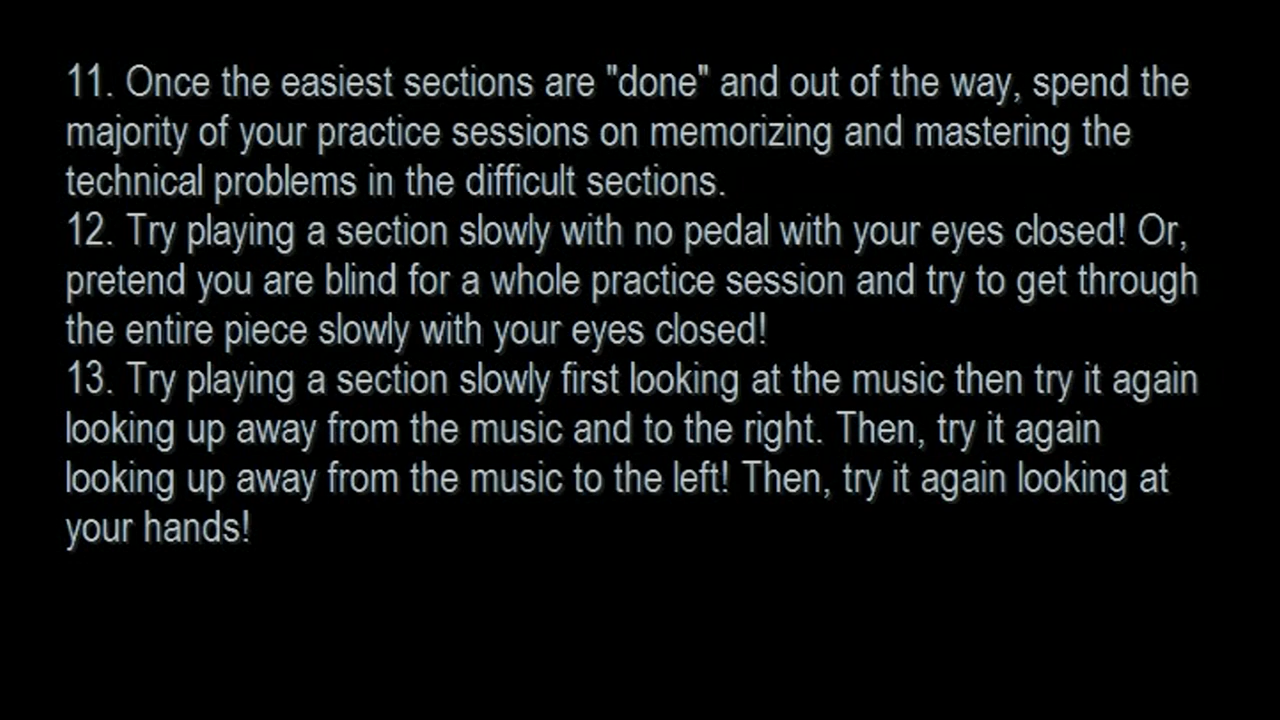 11. Once the easiest sections are "done" and out of the way, spend the
majority of your practice sessions on memorizing and mastering the
technical problems in the difficult sections.
12. Try playing a section slowly with no pedal with your eyes closed! Or,
pretend you are blind for a whole practice session and try to get through
the entire piece slowly with your eyes closed!
13. Try playing a section slowly first looking at the music then try it again
looking up away from the music and to the right. Then, try it again
looking up away from the music to the left! Then, try it again looking at
your hands!